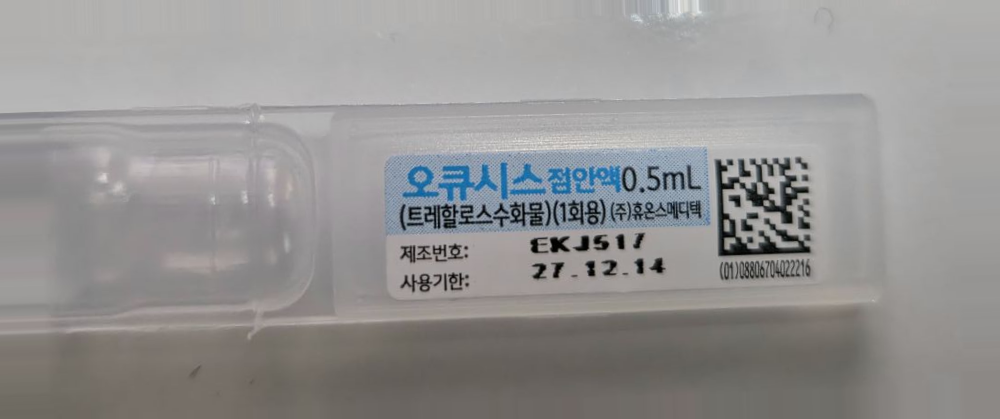 오큐시스점안액0.5mL
(트레할로스수화물)(1회용) (주)휴온스메디텍
제조번호: EKJS17
사용기한: 27.12.14
(01)08806704022216